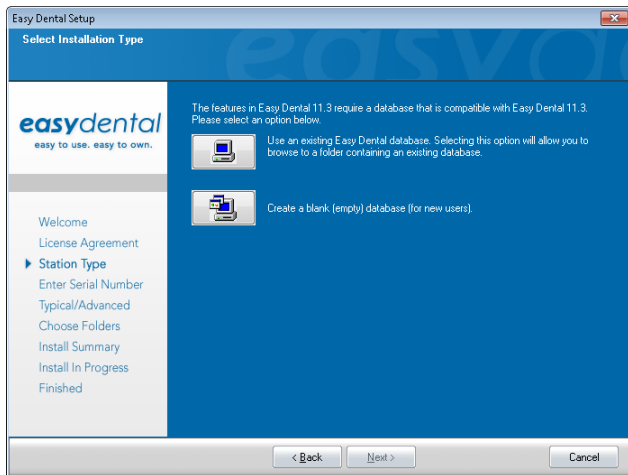 Easy Dental Setup
Select Installation Type
easydental
easy to use. easy to own.
The features in Easy Dental 11.3 require a database that is compatible with Easy Dental 11.3.
Please select an option below.
Use an existing Easy Dental database. Selecting this option will allow you to
browse to a folder containing an existing database.
Create a blank (empty) database (for new users).
Welcome
License Agreement
Station Type
Enter Serial Number
Typical/Advanced
Choose Folders
Install Summary
Install In Progress
Finished
< Back
Next >
Cancel